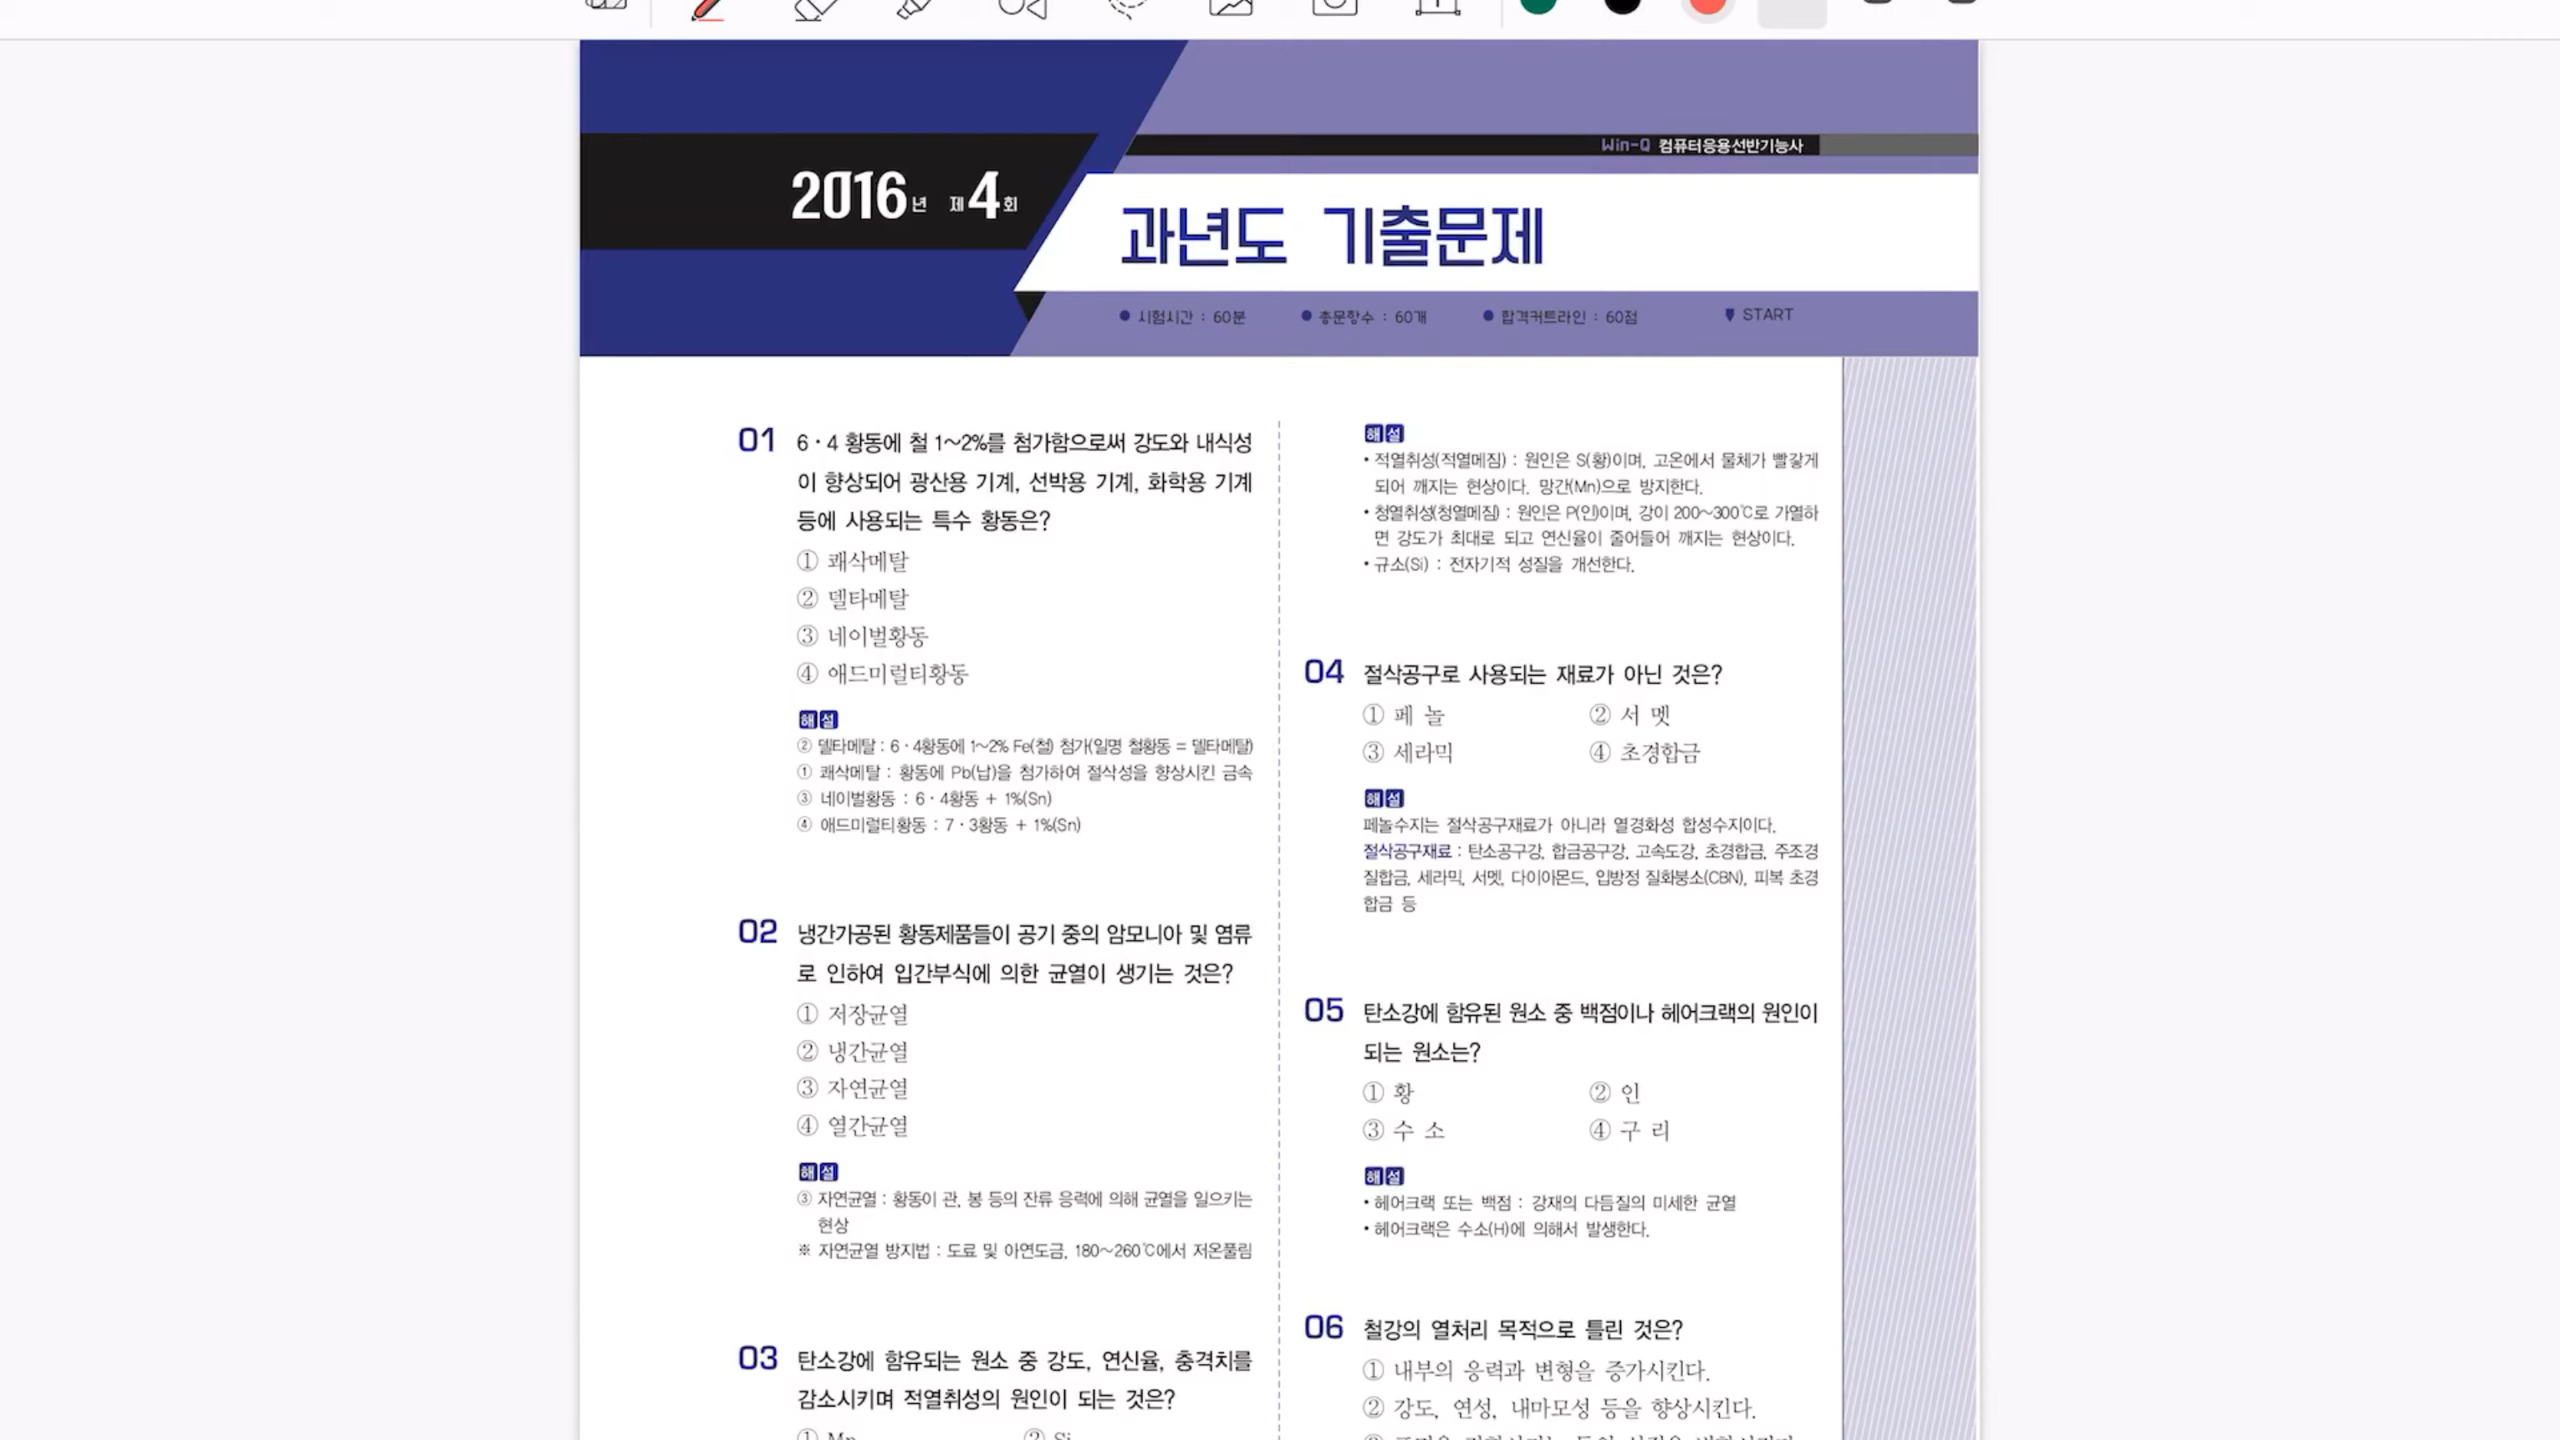 Win-Q 컴퓨터응용선반기능사
2016년 제4회
과년도 기출문제
● 시험시간 : 60분 ● 총문항수 : 60개 ● 합격커트라인 : 60점 START
01 6·4 황동에 철 1~2%를 첨가함으로써 강도와 내식성
이 향상되어 광산용 기계, 선박용 기계, 화학용 기계
등에 사용되는 특수 황동은?
① 쾌삭메탈
② 델타메탈
③ 네이벌황동
④ 애드미럴티황동
해설
② 델타메탈 : 6·4황동에 1~2% Fe(철) 첨가(일명 철황동 = 델타메탈)
① 쾌삭메탈 : 황동에 Pb(납)을 첨가하여 절삭성을 향상시킨 금속
③ 네이벌황동 : 6·4황동 + 1%(Sn)
④ 애드미럴티황동 : 7·3황동 + 1%(Sn)
02 냉간가공된 황동제품들이 공기 중의 암모니아 및 염류
로 인하여 입간부식에 의한 균열이 생기는 것은?
① 저장균열
② 냉간균열
③ 자연균열
④ 열간균열
해설
③ 자연균열 : 황동이 관, 봉 등의 잔류 응력에 의해 균열을 일으키는
현상
※ 자연균열 방지법 : 도료 및 아연도금, 180~260℃에서 저온풀림
03 탄소강에 함유되는 원소 중 강도, 연신율, 충격치를
감소시키며 적열취성의 원인이 되는 것은?
① Mn ② Si
해설
• 적열취성(적열메짐) : 원인은 S(황)이며, 고온에서 물체가 빨갛게
되어 깨지는 현상이다. 망간(Mn)으로 방지한다.
• 청열취성(청열메짐) : 원인은 P(인)이며, 강이 200~300℃로 가열하
면 강도가 최대로 되고 연신율이 줄어들어 깨지는 현상이다.
• 규소(Si) : 전자기적 성질을 개선한다.
04 절삭공구로 사용되는 재료가 아닌 것은?
① 페 놀 ② 서 멧
③ 세라믹 ④ 초경합금
해설
페놀수지는 절삭공구재료가 아니라 열경화성 합성수지이다.
절삭공구재료 : 탄소공구강, 합금공구강, 고속도강, 초경합금, 주조경
질합금, 세라믹, 서멧, 다이아몬드, 입방정 질화붕소(CBN), 피복 초경
합금 등
05 탄소강에 함유된 원소 중 백점이나 헤어크랙의 원인이
되는 원소는?
① 황 ② 인
③ 수 소 ④ 구 리
해설
• 헤어크랙 또는 백점 : 강재의 다듬질의 미세한 균열
• 헤어크랙은 수소(H)에 의해서 발생한다.
06 철강의 열처리 목적으로 틀린 것은?
① 내부의 응력과 변형을 증가시킨다.
② 강도, 연성, 내마모성 등을 향상시킨다.